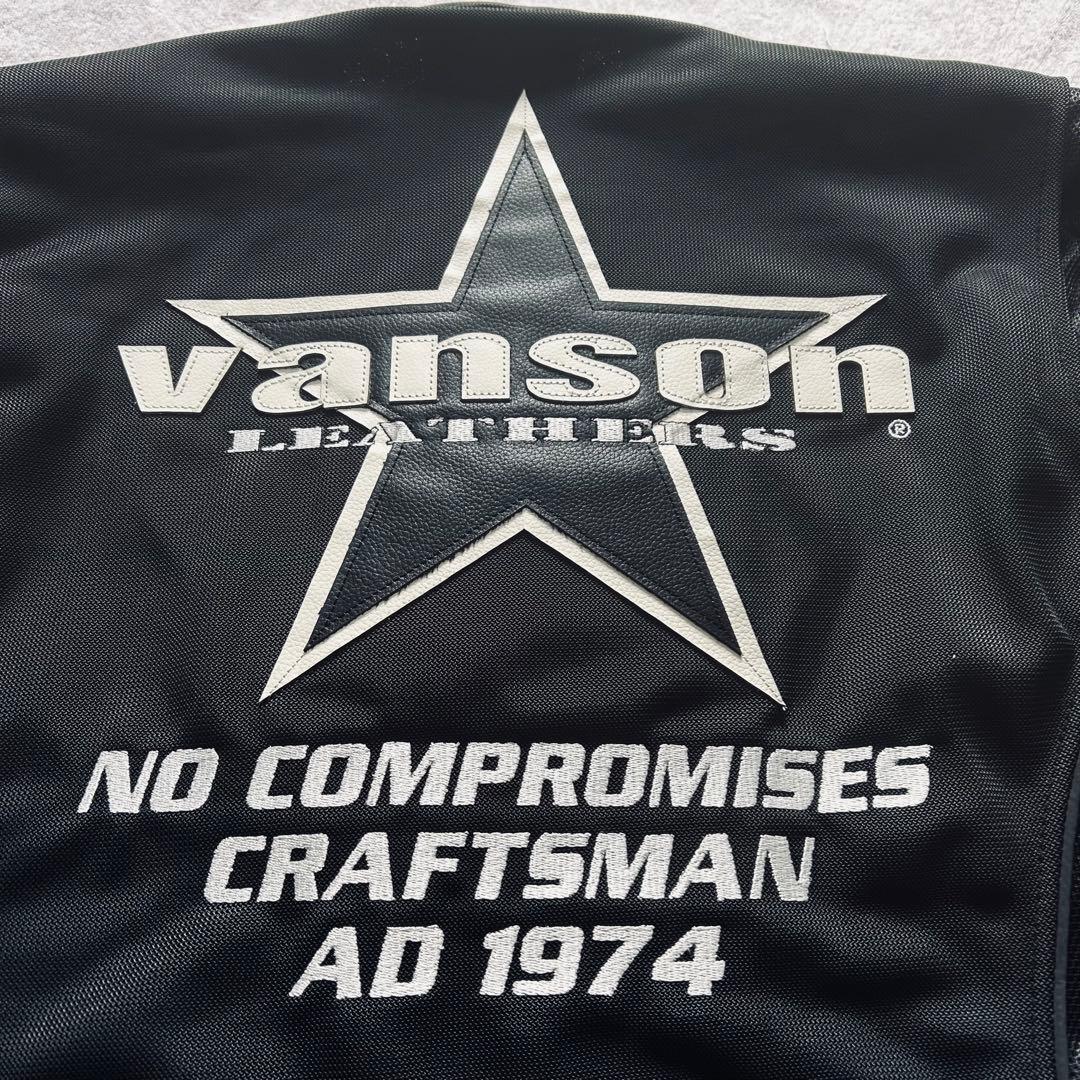 vanson
LEATHERS ®
NO COMPROMISES
CRAFTSMAN
AD 1974